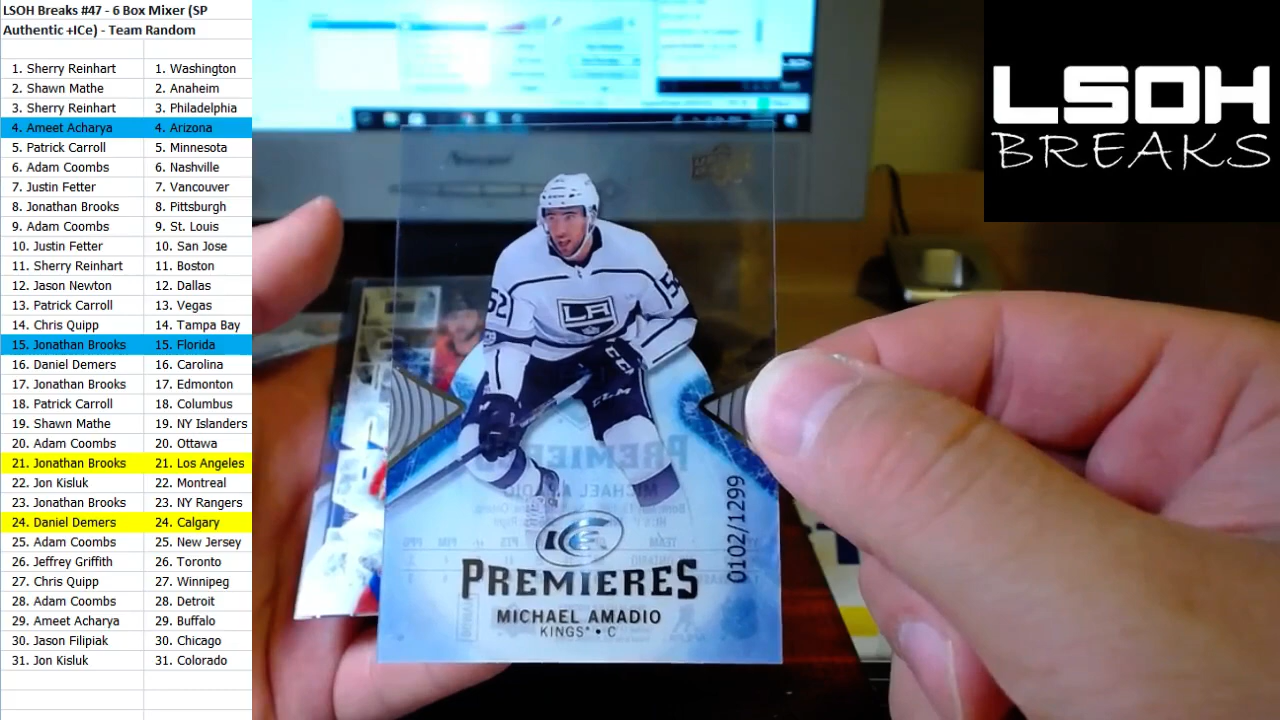 LSOH Breaks #47 - 6 Box Mixer (SP
Authentic +ICe) - Team Random
1. Sherry Reinhart 1. Washington
2. Shawn Mathe 2. Anaheim
3. Sherry Reinhart 3. Philadelphia
4. Ameet Acharya 4. Arizona
5. Patrick Carroll 5. Minnesota
6. Adam Coombs 6. Nashville
7. Justin Fetter 7. Vancouver
8. Jonathan Brooks 8. Pittsburgh
9. Adam Coombs 9. St. Louis
10. Justin Fetter 10. San Jose
11. Sherry Reinhart 11. Boston
12. Jason Newton 12. Dallas
13. Patrick Carroll 13. Vegas
14. Chris Quipp 14. Tampa Bay
15. Jonathan Brooks 15. Florida
16. Daniel Demers 16. Carolina
17. Jonathan Brooks 17. Edmonton
18. Patrick Carroll 18. Columbus
19. Shawn Mathe 19. NY Islanders
20. Adam Coombs 20. Ottawa
21. Jonathan Brooks 21. Los Angeles
22. Jon Kisluk 22. Montreal
23. Jonathan Brooks 23. NY Rangers
24. Daniel Demers 24. Calgary
25. Adam Coombs 25. New Jersey
26. Jeffrey Griffith 26. Toronto
27. Chris Quipp 27. Winnipeg
28. Adam Coombs 28. Detroit
29. Ameet Acharya 29. Buffalo
30. Jason Filipiak 30. Chicago
31. Jon Kisluk 31. Colorado
LSOH
BREAKS
52
LA
CCM
ICE
PREMIERES
MICHAEL AMADIO
KINGS • C
0102/1299